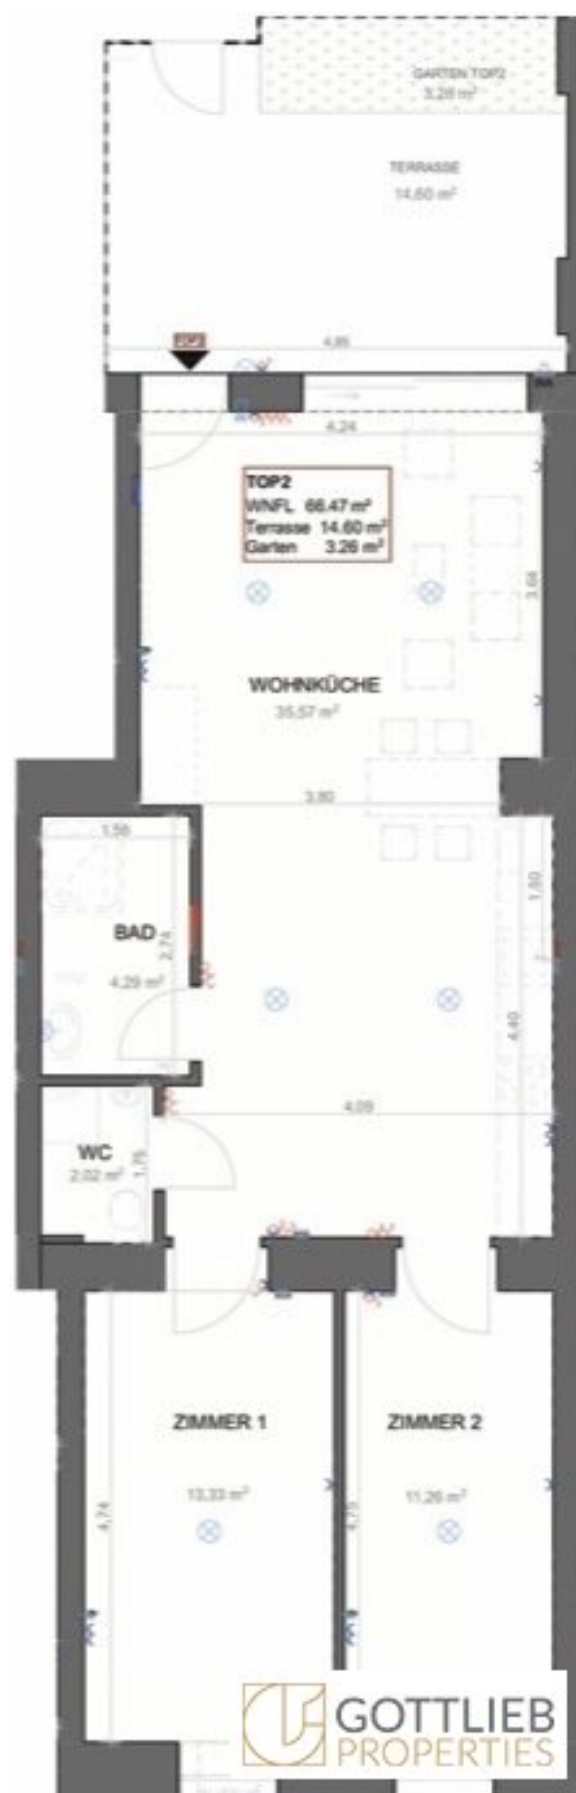 GARTEN TOP2
3.26 m²
TERRASSE
14,60 m²
TOP2
4,85
4.24
TOP2
WNFL 66.47 m²
Terrasse 14.60 m²
Garten 3.26 m²
3,64
WOHNKÜCHE
35,57 m²
3,80
1,56
1,50
BAD
2,74
4.29 m²
4,40
4,09
WC
2.02 m²
1,75
ZIMMER 1
ZIMMER 2
13,33 m²
11,26 m²
4,74
4,75
GOTTLIEB
PROPERTIES